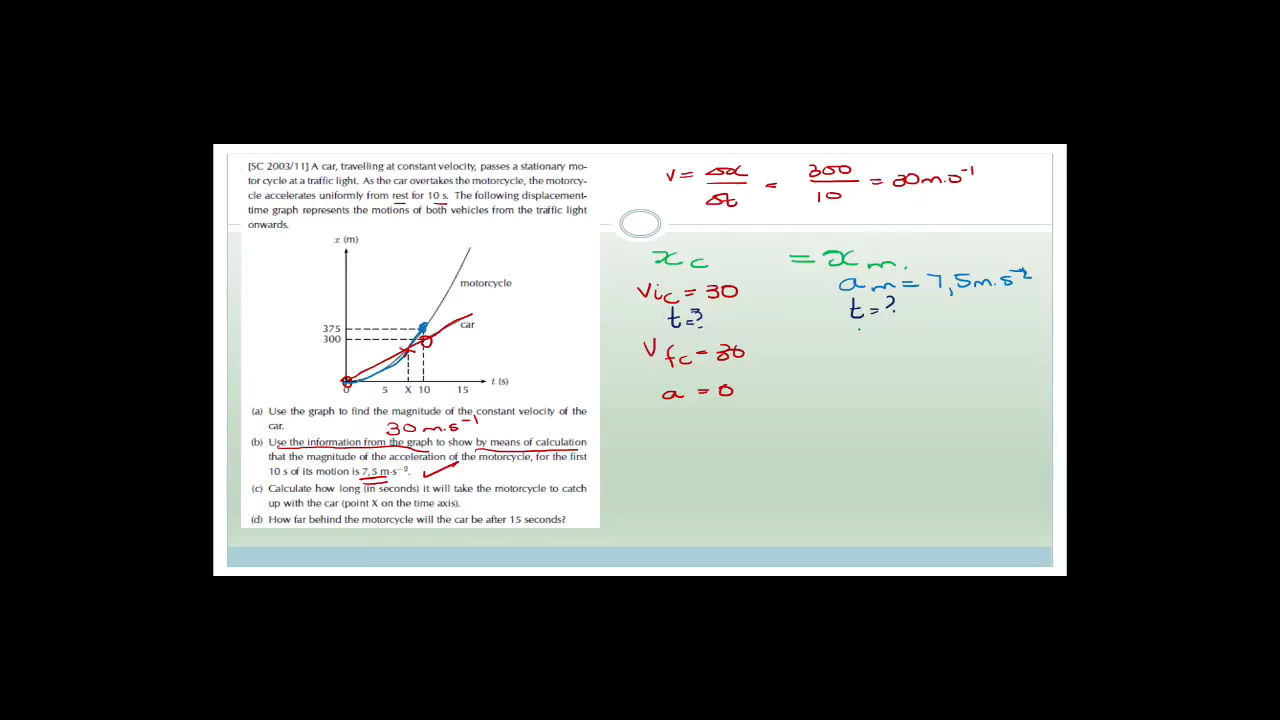 [SC 2003/11] A car, travelling at constant velocity, passes a stationary mo-
tor cycle at a traffic light. As the car overtakes the motorcycle, the motorcy-
cle accelerates uniformly from rest for 10 s. The following displacement-
time graph represents the motions of both vehicles from the traffic light
onwards.
x (m)
motorcycle
car
375
300
0 5 X 10 15 t (s)
(a) Use the graph to find the magnitude of the constant velocity of the
car.
30 m.s⁻¹
(b) Use the information from the graph to show by means of calculation
that the magnitude of the acceleration of the motorcycle, for the first
10 s of its motion is 7,5 m·s⁻².
(c) Calculate how long (in seconds) it will take the motorcycle to catch
up with the car (point X on the time axis).
(d) How far behind the motorcycle will the car be after 15 seconds?
v = Δx/Δt = 300/10 = 30 m.s⁻¹
x c = x m.
v i c = 30
a m = 7,5 m.s⁻²
t = ?
t = ?
v f c = 30
a = 0